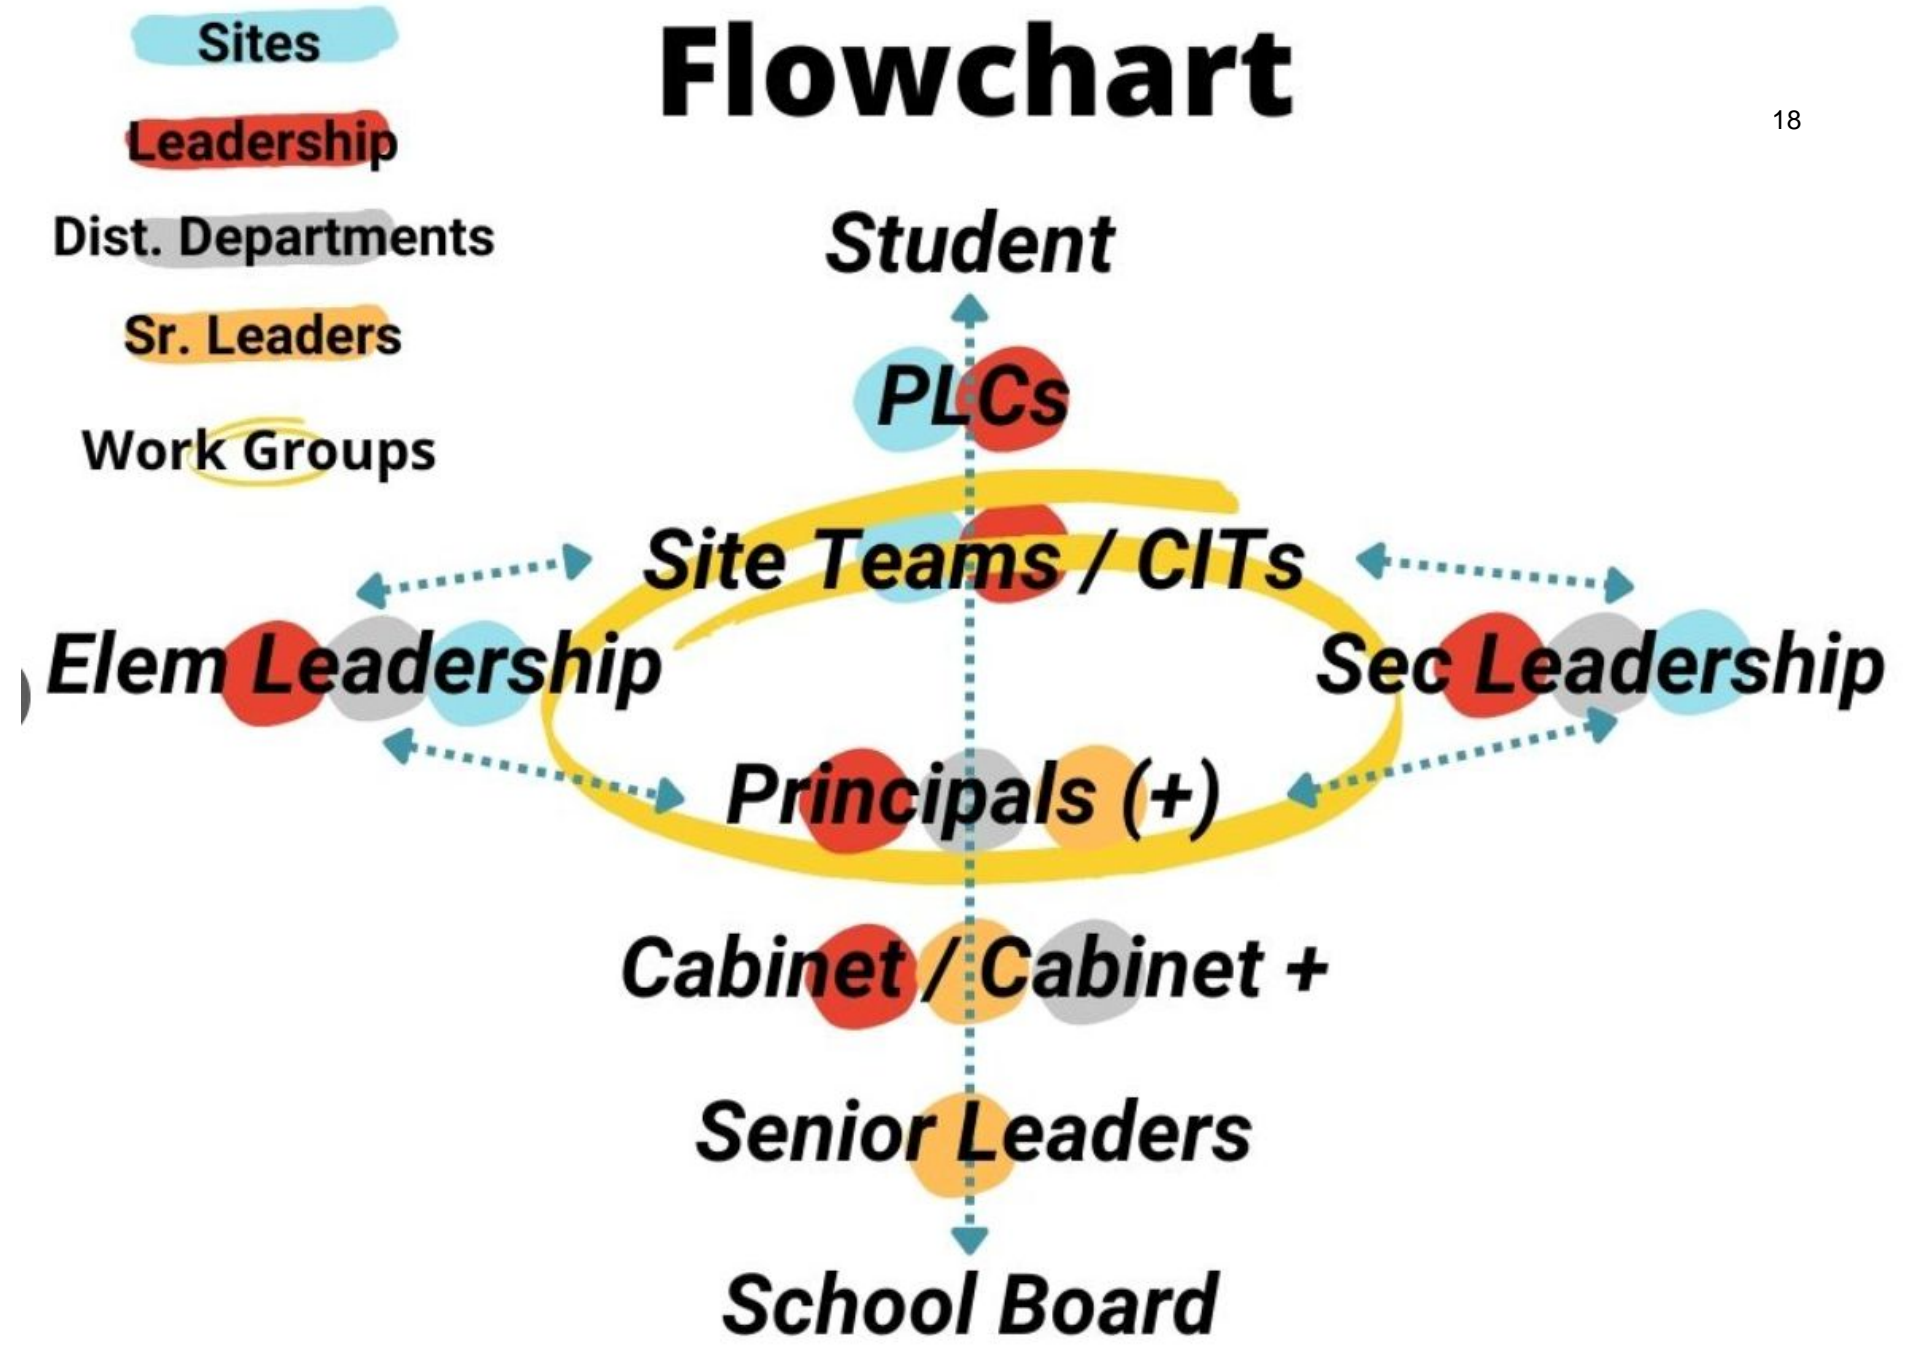 Sites
Leadership
Dist. Departments
Sr. Leaders
Work Groups
Flowchart
18
Student
PLCs
Site Teams / CITs
Elem Leadership
Sec Leadership
Principals (+)
Cabinet / Cabinet +
Senior Leaders
School Board